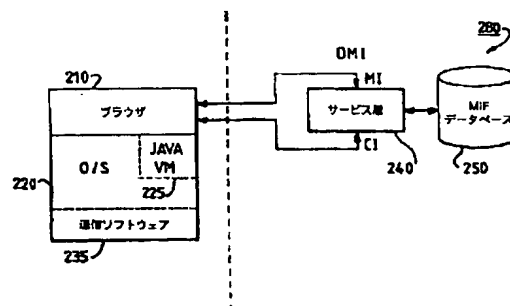 280
DMI
210
MI
ブラウザ
サービス層
MiF
データベース
O/S
JAVA
VM
CI
240
250
220
225
通信ソフトウェア
235